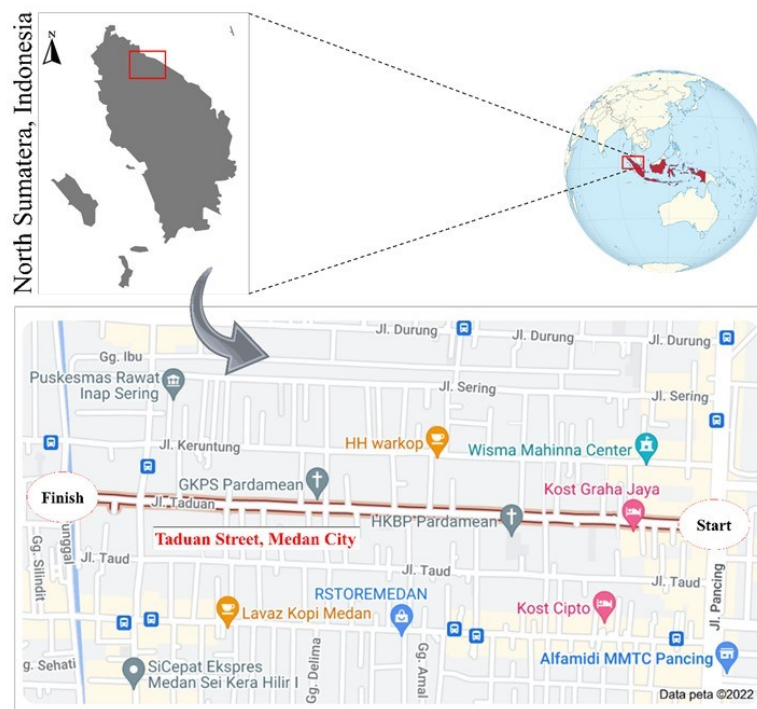 North Sumatera, Indonesia
N
Jl. Durung
Jl. Durung
Jl. Durung
Gg. Ibu
Puskesmas Rawat
Inap Sering
Jl. Sering
Jl. Sering
Jl. Keruntung
HH warkop
Wisma Mahinna Center
GKPS Pardamean
Kost Graha Jaya
Finish
Jl. Taduan
HKBP Pardamean
Start
Taduan Street, Medan City
unggal
Gg. Silindit
Jl. Taud
Jl. Taud
Jl. Pancing
RSTOREMEDAN
Kost Cipto
Lavaz Kopi Medan
Gg. Sehati
SiCepat Ekspres
Medan Sei Kera Hilir I
Gg. Delima
Gg. Amal
Alfamidi MMTC Pancing
Data peta ©2022